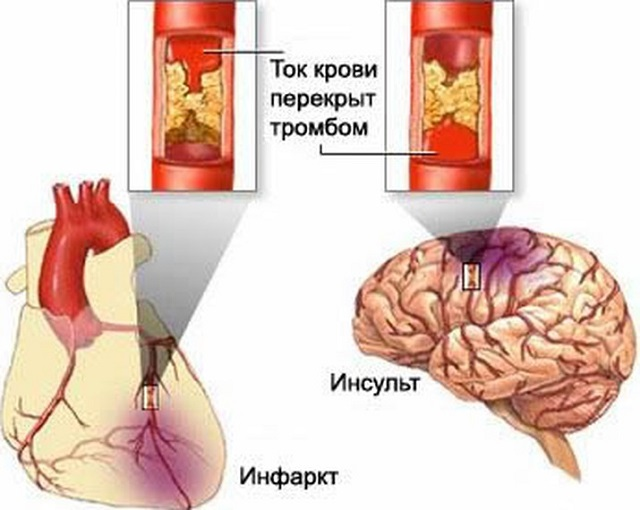 Ток крови
перекрыт
тромбом
Инсульт
Инфаркт